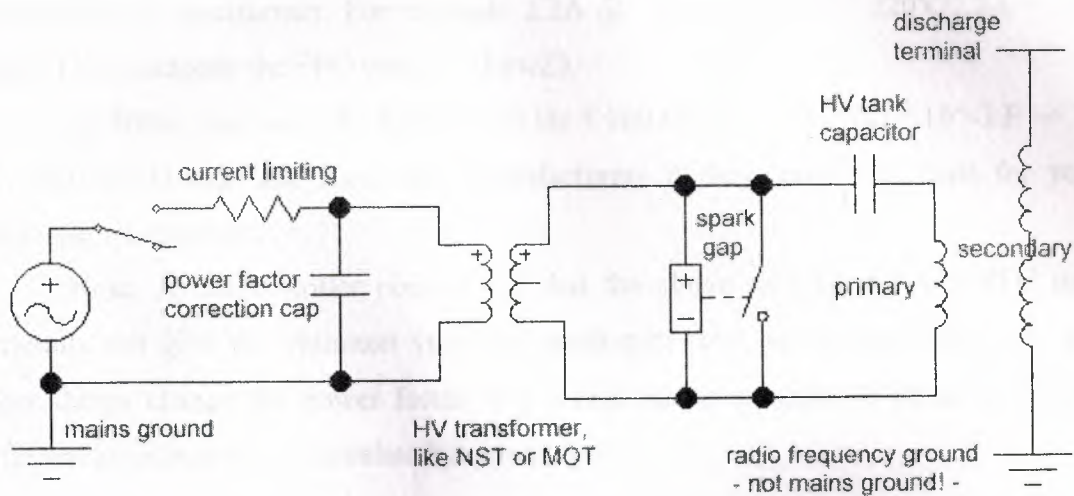 discharge
terminal
HV tank
capacitor
current limiting
spark
gap
secondary
power factor
correction cap
primary
mains ground
HV transformer,
like NST or MOT
radio frequency ground
- not mains ground! -